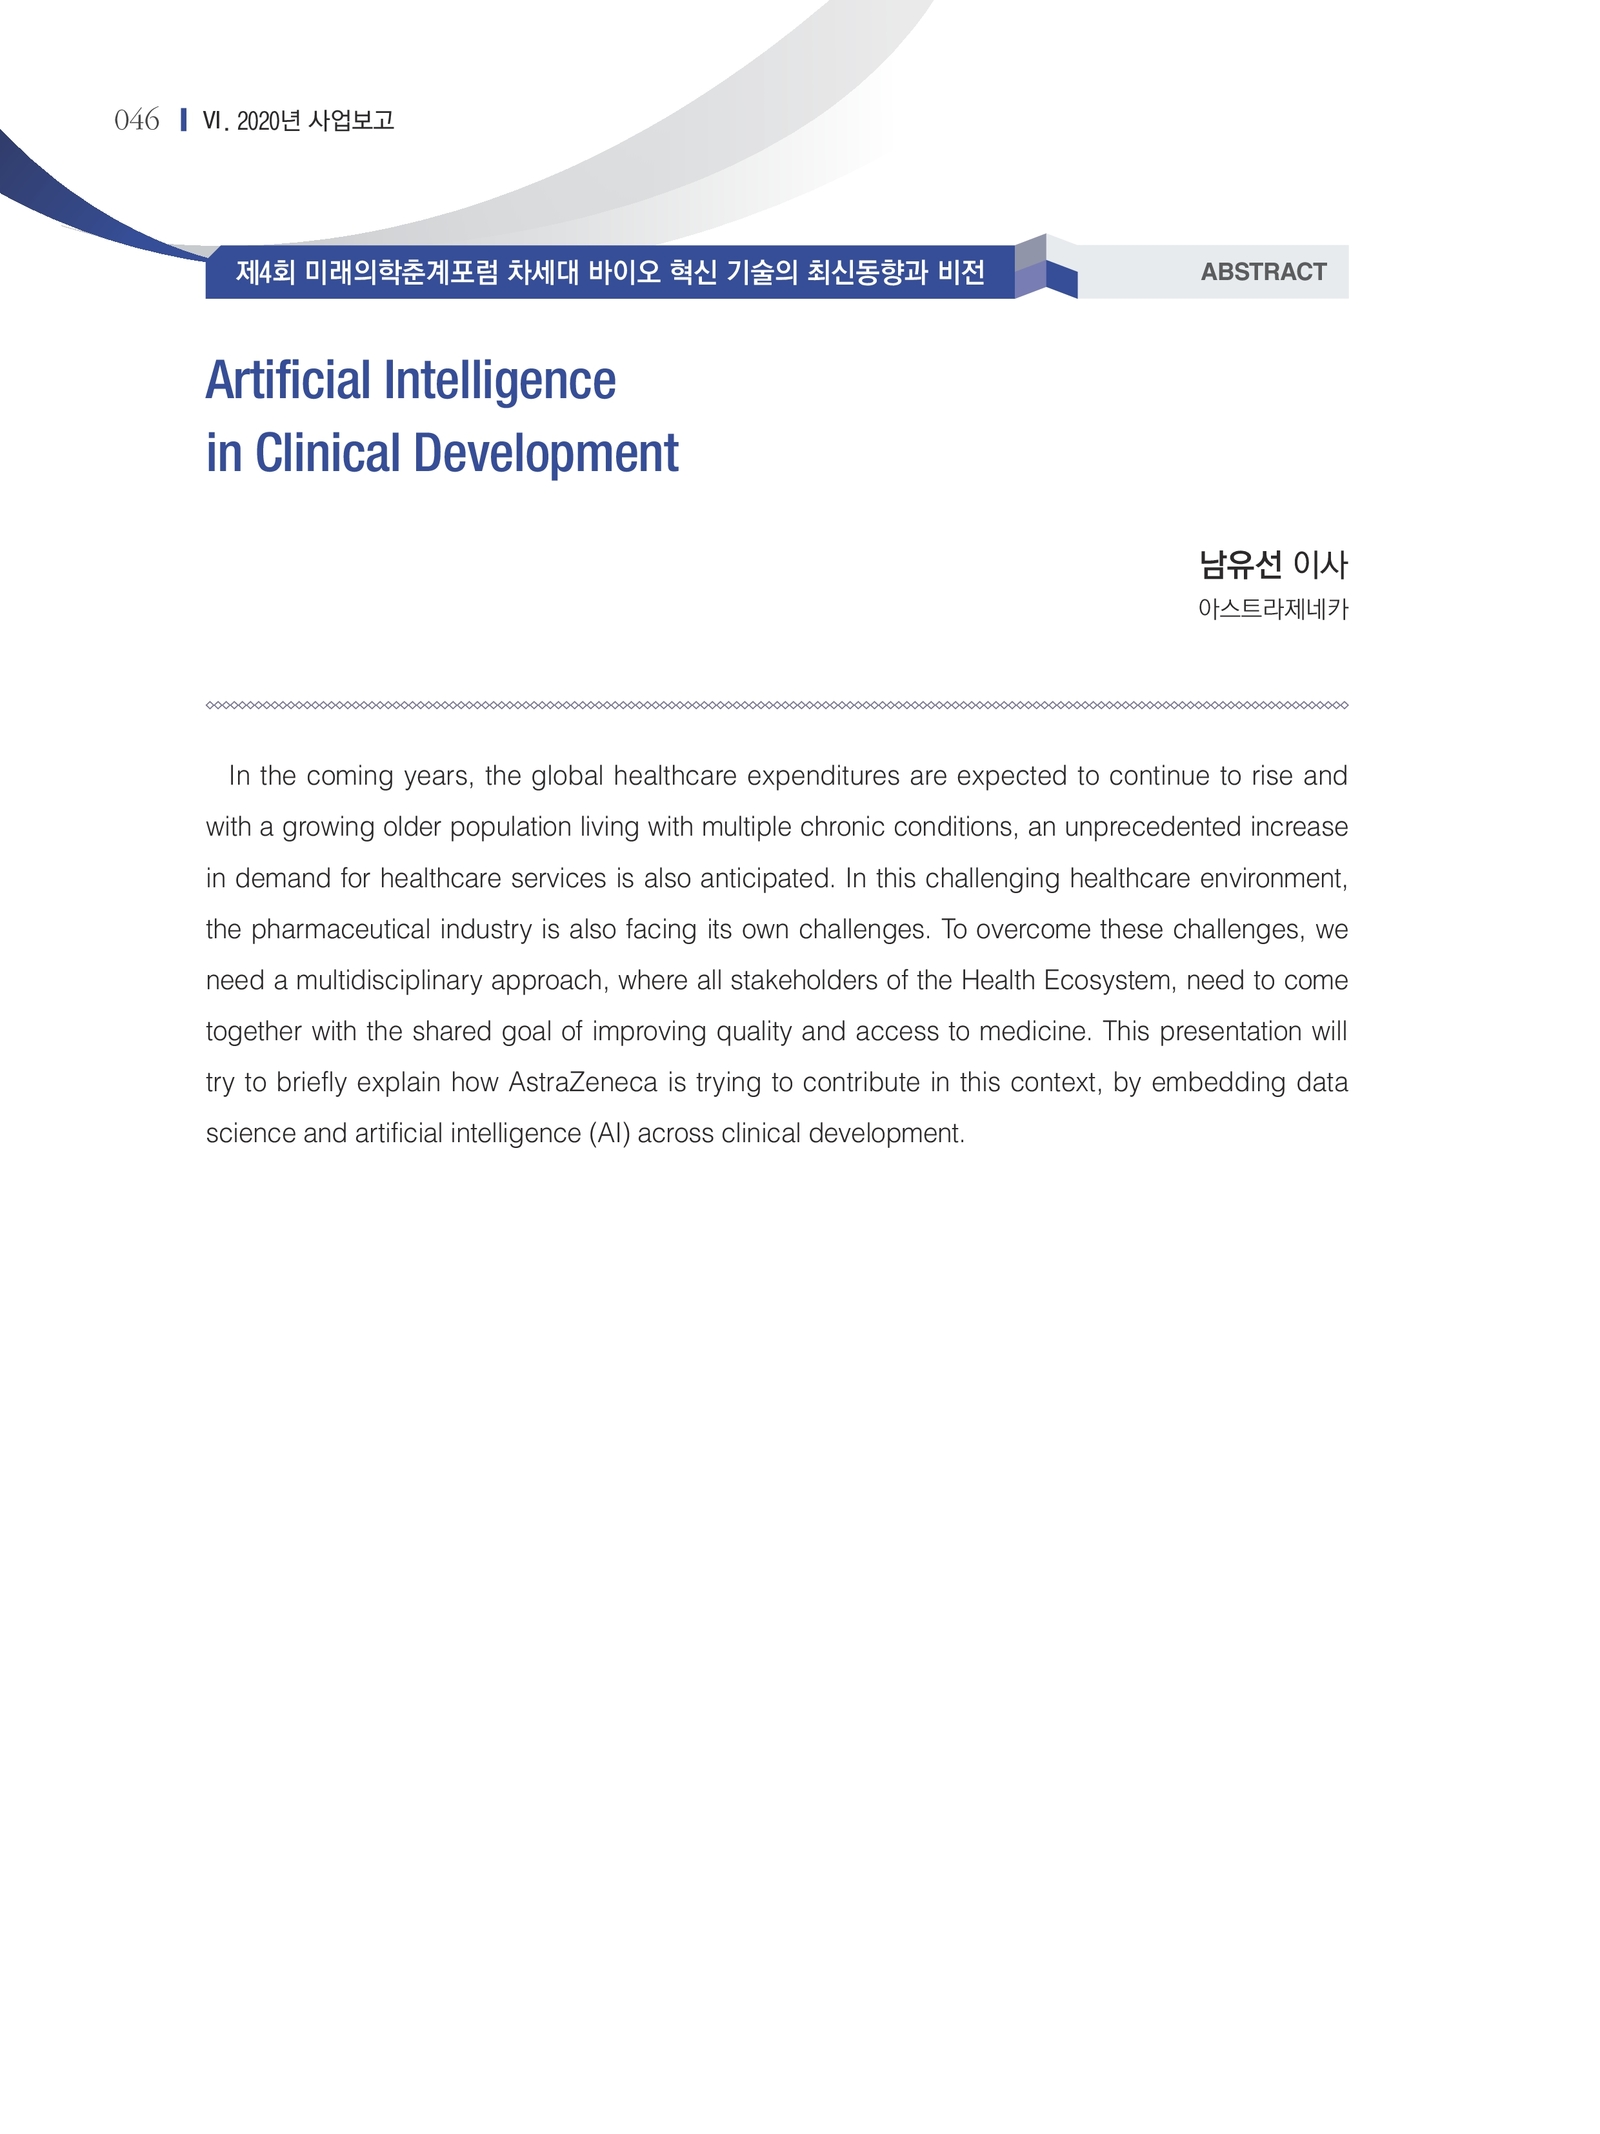 046 VI. 2020년 사업보고
제4회 미래의학춘계포럼 차세대 바이오 혁신 기술의 최신동향과 비전
ABSTRACT
Artificial Intelligence
in Clinical Development
남유선 이사
아스트라제네카
In the coming years, the global healthcare expenditures are expected to continue to rise and
with a growing older population living with multiple chronic conditions, an unprecedented increase
in demand for healthcare services is also anticipated. In this challenging healthcare environment,
the pharmaceutical industry is also facing its own challenges. To overcome these challenges, we
need a multidisciplinary approach, where all stakeholders of the Health Ecosystem, need to come
together with the shared goal of improving quality and access to medicine. This presentation will
try to briefly explain how AstraZeneca is trying to contribute in this context, by embedding data
science and artificial intelligence (AI) across clinical development.